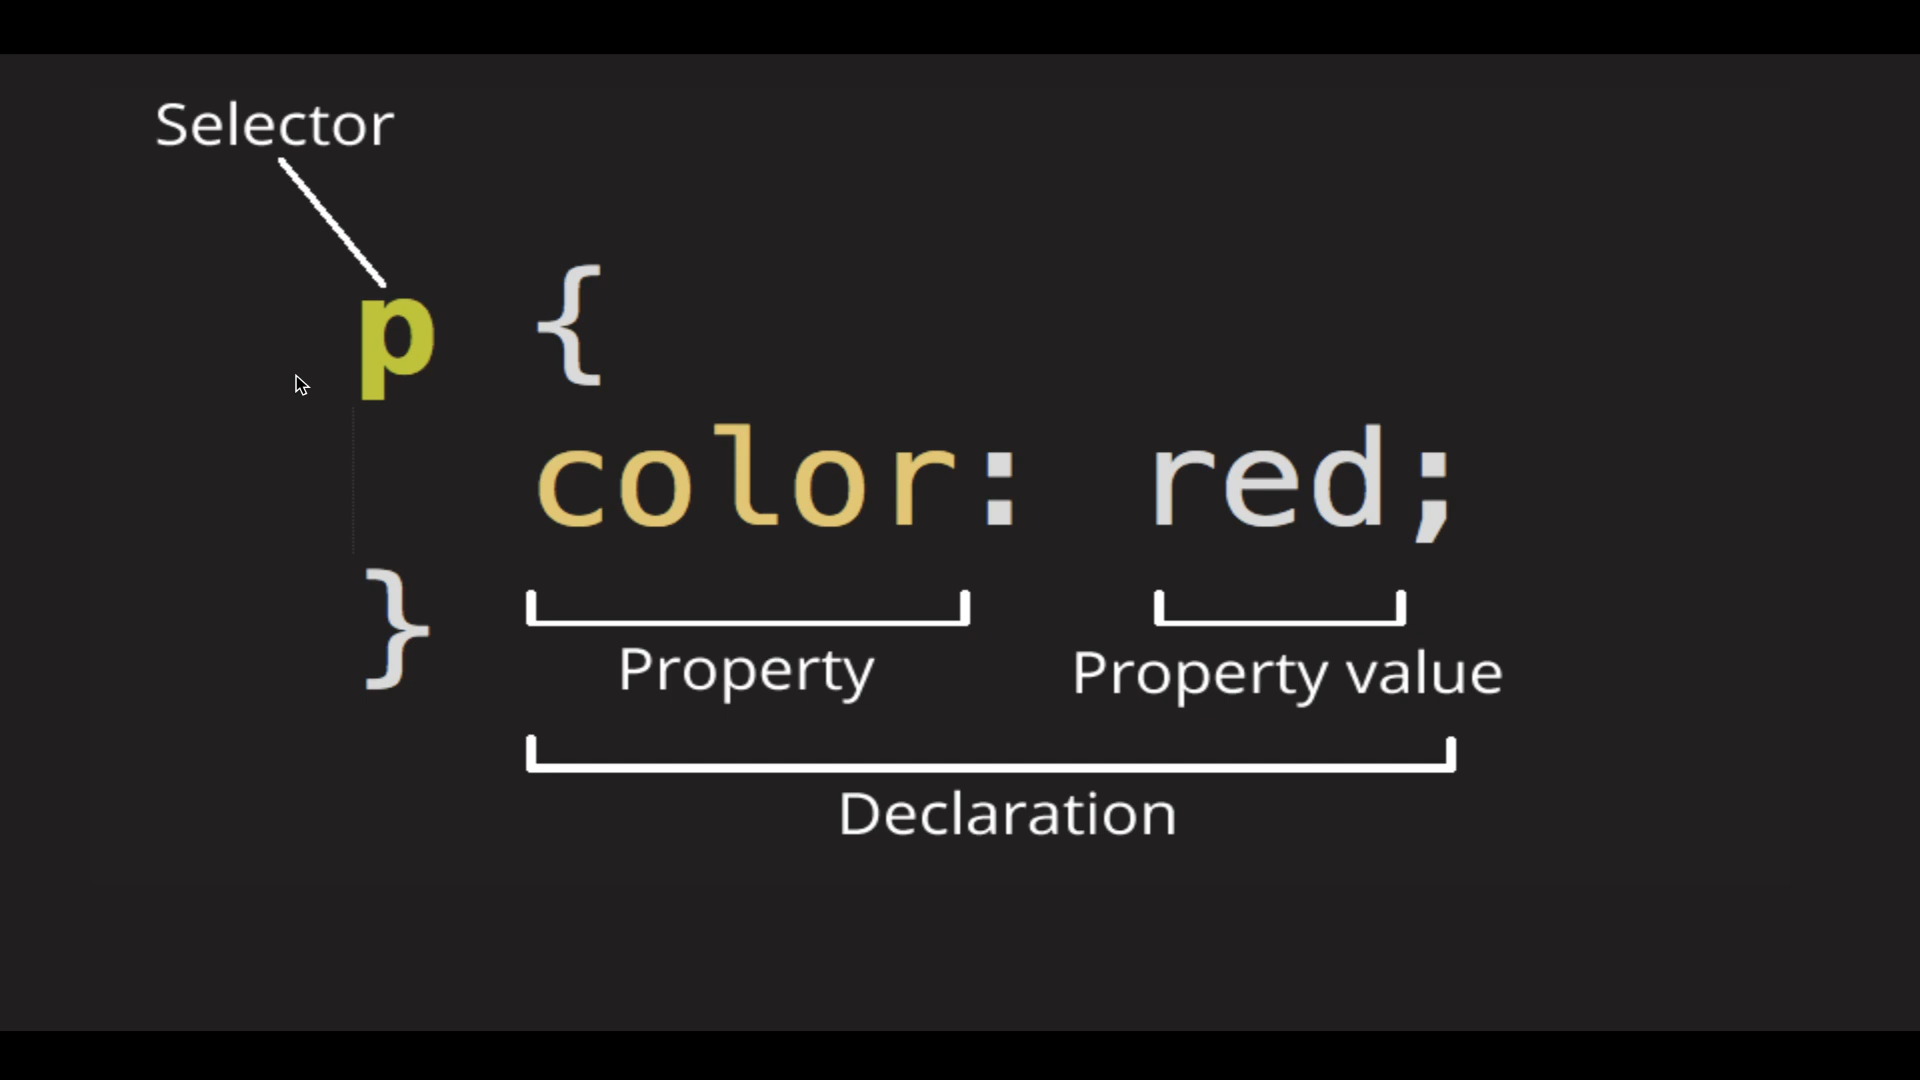 Selector
p {
color: red;
}
Property
Property value
Declaration